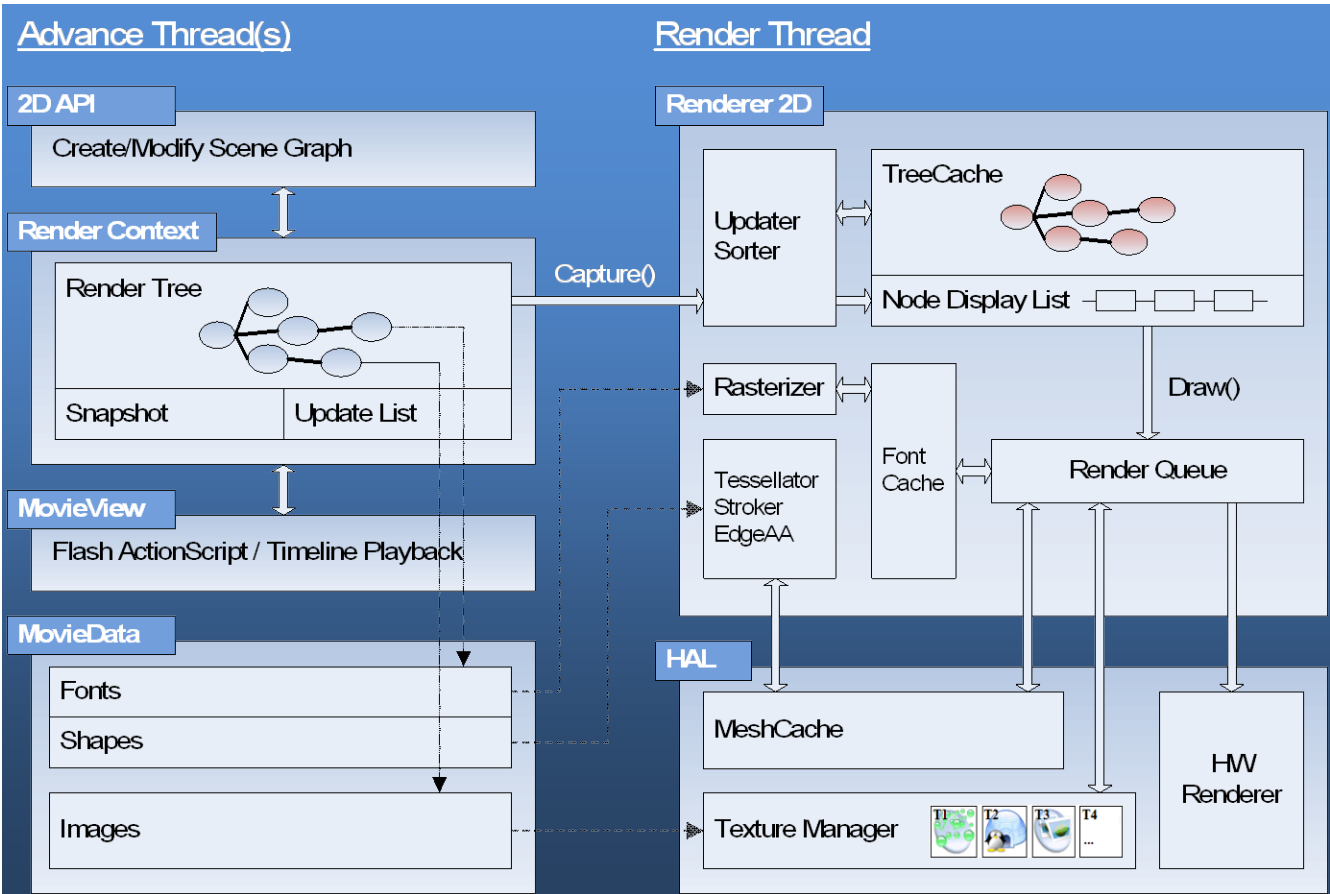 Advance Thread(s)
2D API
Create/Modify Scene Graph
Render Context
Render Tree
Snapshot
Update List
MovieView
Flash ActionScript / Timeline Playback
MovieData
Fonts
Shapes
Images
Capture()
Render Thread
Renderer 2D
Updater
Sorter
TreeCache
Node Display List
Rasterizer
Draw()
Tessellator
Stroker
EdgeAA
Font
Cache
Render Queue
HAL
MeshCache
Texture Manager
T1
T2
T3
T4
...
HW
Renderer